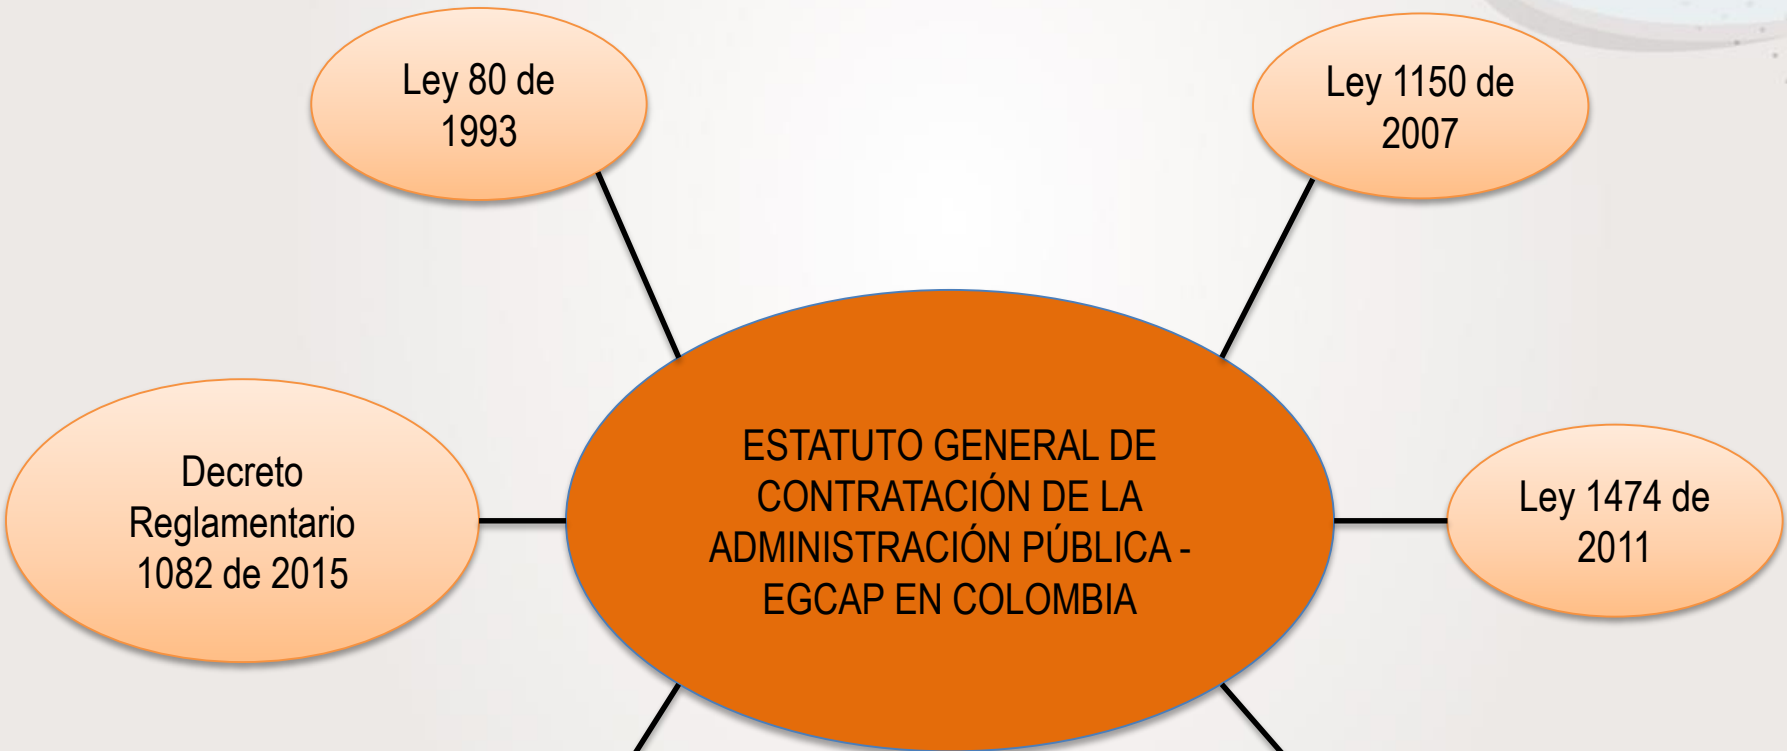 Ley 80 de
1993
Ley 1150 de
2007
Decreto
Reglamentario
1082 de 2015
ESTATUTO GENERAL DE
CONTRATACIÓN DE LA
ADMINISTRACIÓN PÚBLICA -
EGCAP EN COLOMBIA
Ley 1474 de
2011